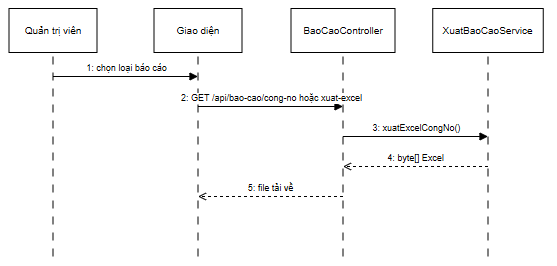 Quản trị viên
Giao diện
BaoCaoController
XuatBaoCaoService
1: chọn loại báo cáo
2: GET /api/bao-cao/cong-no hoặc xuat-excel
3: xuatExcelCongNo()
4: byte[] Excel
5: file tải về